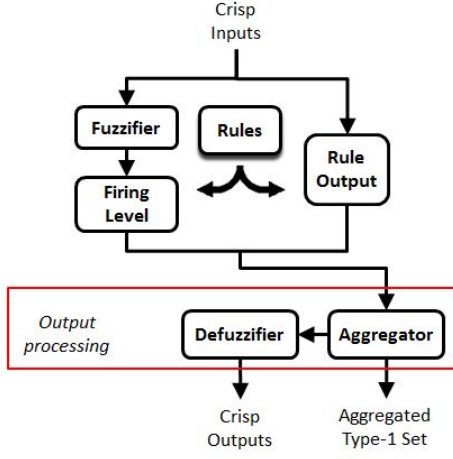 Crisp
Inputs
Fuzzifier
Rules
Rule
Output
Firing
Level
Output
processing
Defuzzifier
Aggregator
Crisp
Outputs
Aggregated
Type-1 Set